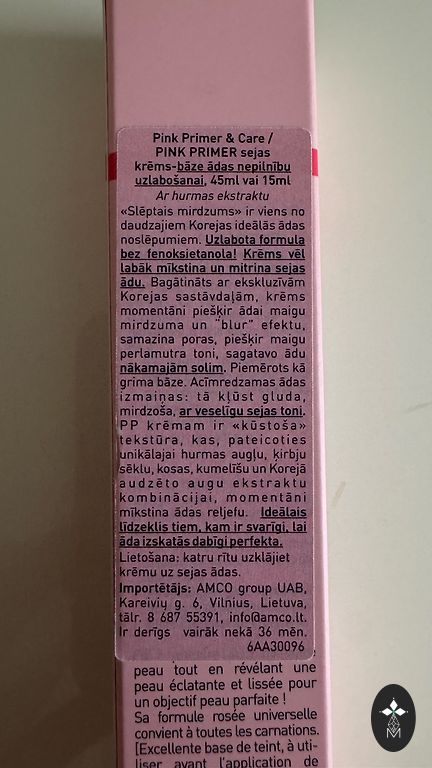 Pink Primer & Care /
PINK PRIMER sejas
krēms-bāze ādas nepilnību
uzlabošanai, 45ml vai 15ml
Ar hurmas ekstraktu
«Slēptais mirdzums» ir viens no
daudzajiem Korejas ideālās ādas
noslēpumiem. Uzlabota formula
bez fenoksietanola! Krēms vēl
labāk mīkstina un mitrina sejas
ādu. Bagātināts ar ekskluzīvām
Korejas sastāvdaļām, krēms
momentāni piešķir ādai maigu
mirdzuma un "blur" efektu,
samazina poras, piešķir maigu
perlamutra toni, sagatavo ādu
nākamajām solim. Piemērots kā
grima bāze. Acīmredzamas ādas
izmaiņas: tā kļūst gluda,
mirdzoša, ar veselīgu sejas toni.
PP krēmam ir «kūstoša»
tekstūra, kas, pateicoties
unikālajai hurmas augļu, ķirbju
sēklu, kosas, kumelīšu un Korejā
audzēto augu ekstraktu
kombinācijai, momentāni
mīkstina ādas reljefu. Ideālais
līdzeklis tiem, kam ir svarīgi, lai
āda izskatās dabīgi perfekta.
Lietošana: katru rītu uzklājiet
krēmu uz sejas ādas.
Importētājs: AMCO group UAB,
Kareivių g. 6, Vilnius, Lietuva,
tālr. 8 687 55391, info@amco.lt.
Ir derīgs vairāk nekā 36 mēn.
6AA30096
peau tout en révélant une
peau éclatante et lissée pour
un objectif peau parfaite !
Sa formule rosée universelle
convient à toutes les carnations.
[Excellente base de teint, à uti-
liser avant l'application de